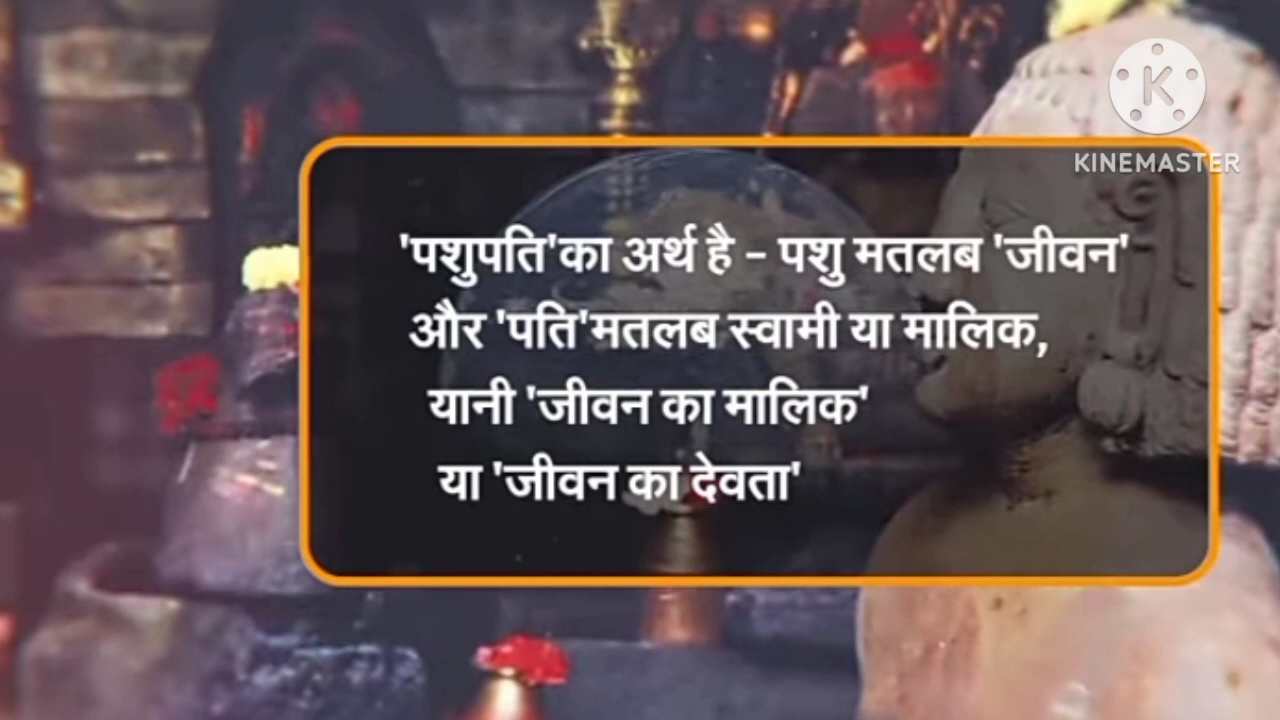 KINEMASTER
'पशुपति'का अर्थ है - पशु मतलब 'जीवन'
और 'पति'मतलब स्वामी या मालिक,
यानी 'जीवन का मालिक'
या 'जीवन का देवता'